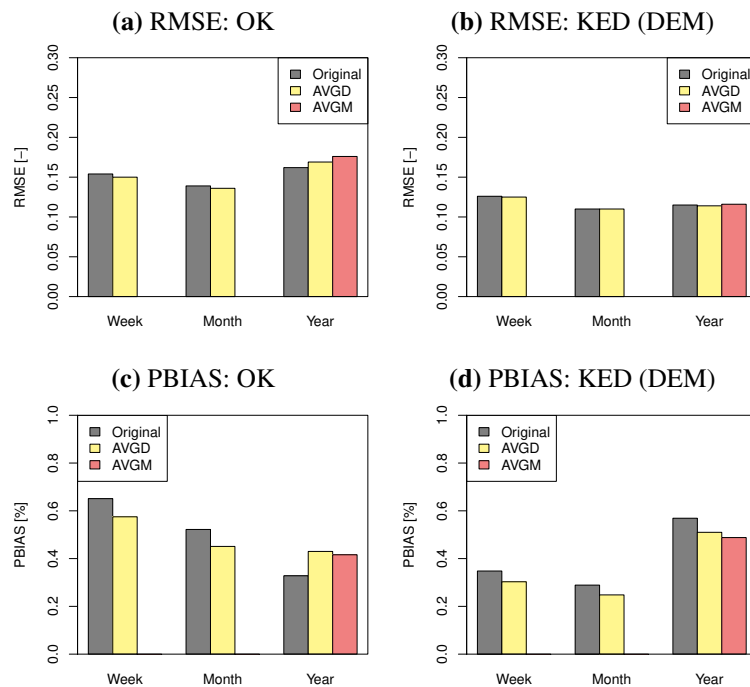 (a) RMSE: OK
RMSE [−]
0.00 0.05 0.10 0.15 0.20 0.25 0.30
Original
AVGD
AVGM
Week Month Year
(b) RMSE: KED (DEM)
RMSE [−]
0.00 0.05 0.10 0.15 0.20 0.25 0.30
Original
AVGD
AVGM
Week Month Year
(c) PBIAS: OK
PBIAS [%]
0.0 0.2 0.4 0.6 0.8 1.0
Original
AVGD
AVGM
Week Month Year
(d) PBIAS: KED (DEM)
PBIAS [%]
0.0 0.2 0.4 0.6 0.8 1.0
Original
AVGD
AVGM
Week Month Year